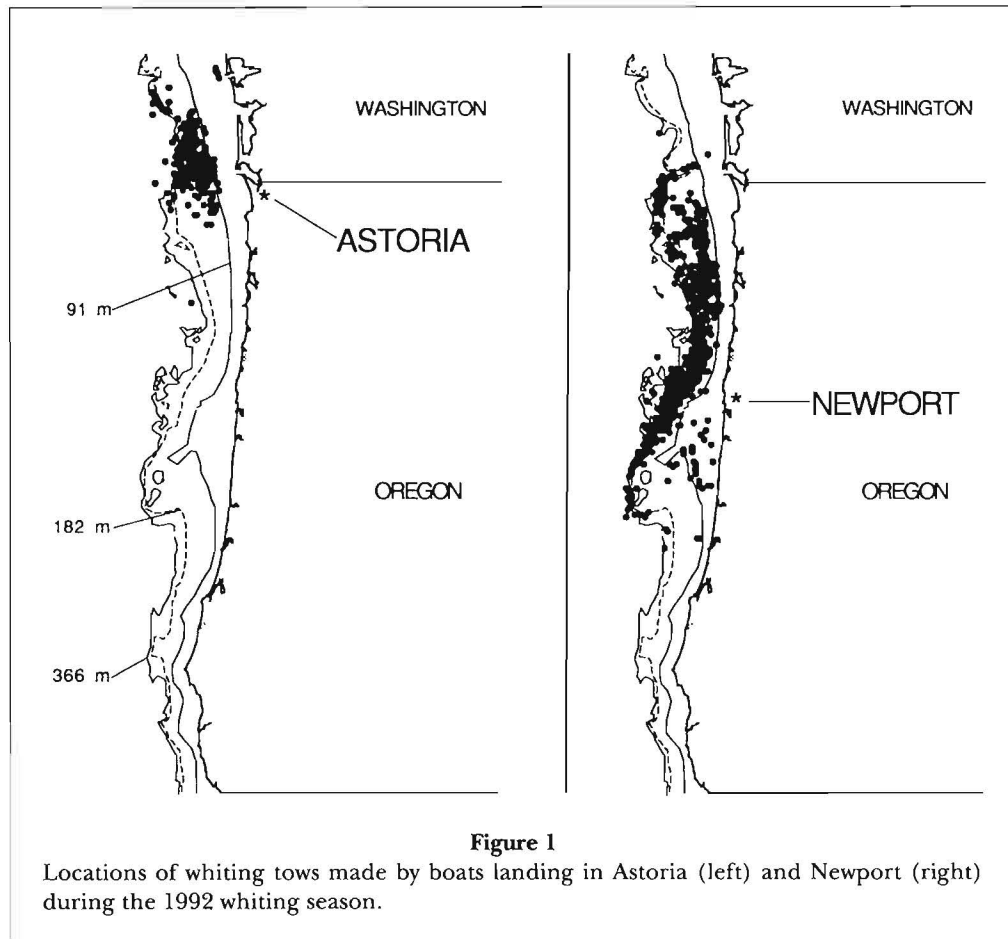 WASHINGTON
ASTORIA
91 m
OREGON
182 m
366 m
WASHINGTON
NEWPORT
OREGON
Figure 1
Locations of whiting tows made by boats landing in Astoria (left) and Newport (right)
during the 1992 whiting season.